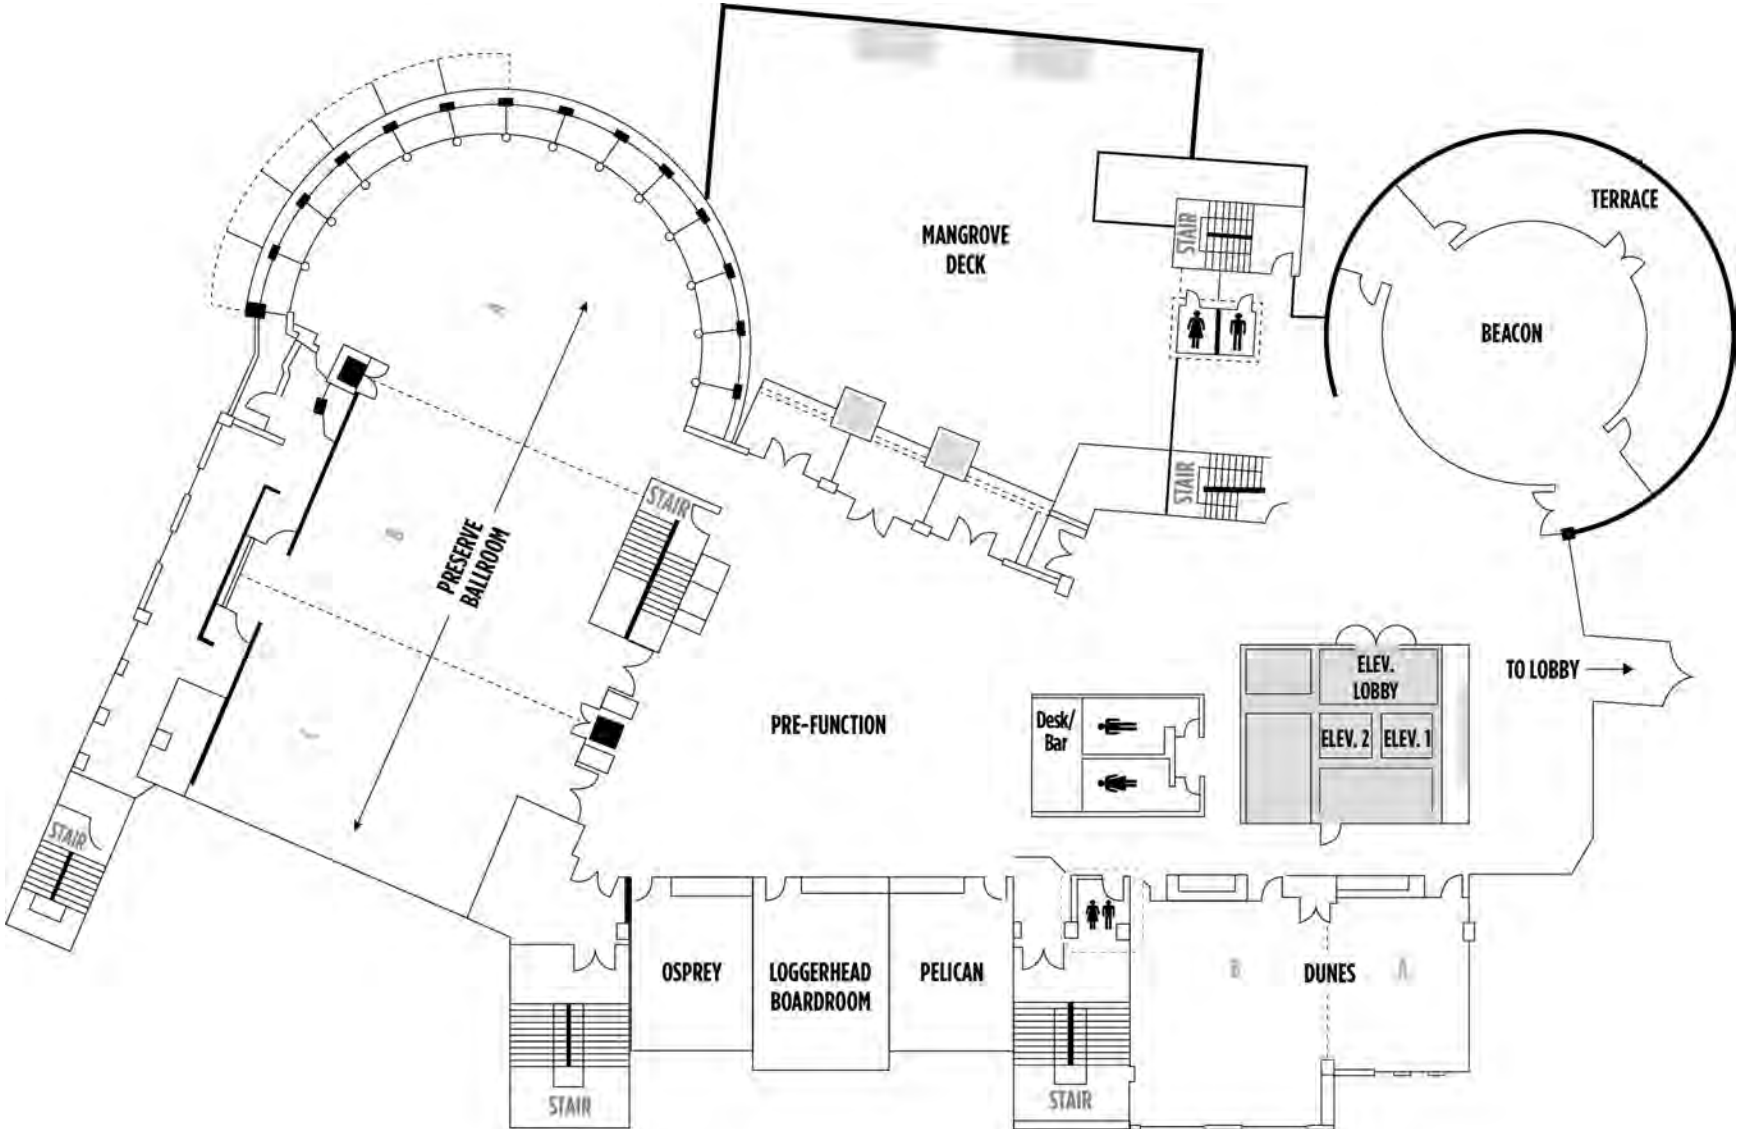 TERRACE
MANGROVE
DECK
STAIR
BEACON
A
STAIR
STAIR
B
PRESERVE
BALLROOM
ELEV.
LOBBY
TO LOBBY
PRE-FUNCTION
Desk/
Bar
ELEV. 2
ELEV. 1
STAIR
OSPREY
LOGGERHEAD
BOARDROOM
PELICAN
B
DUNES
A
STAIR
STAIR